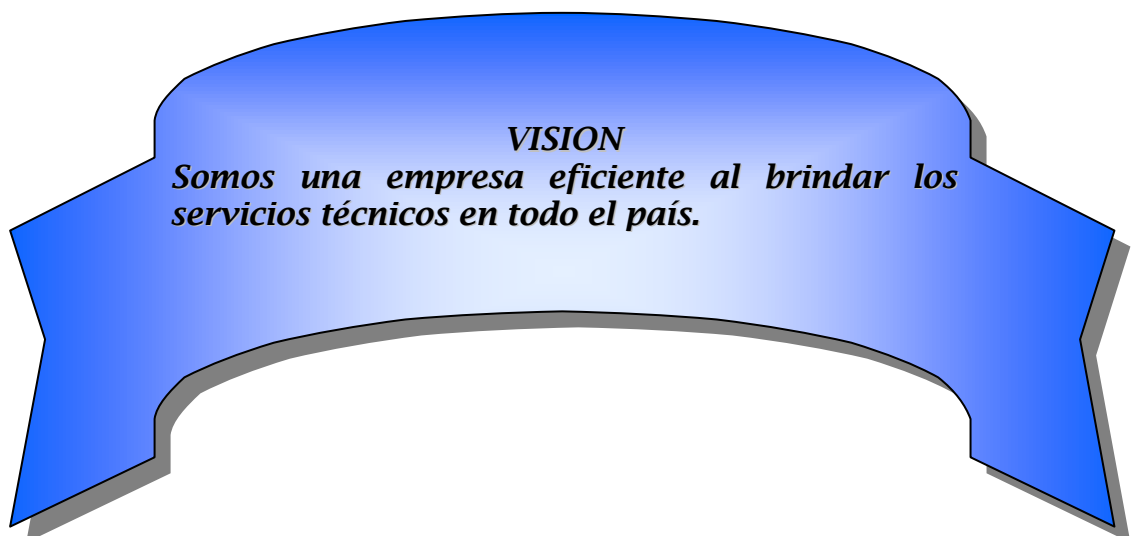 VISION
Somos una empresa eficiente al brindar los
servicios técnicos en todo el país.